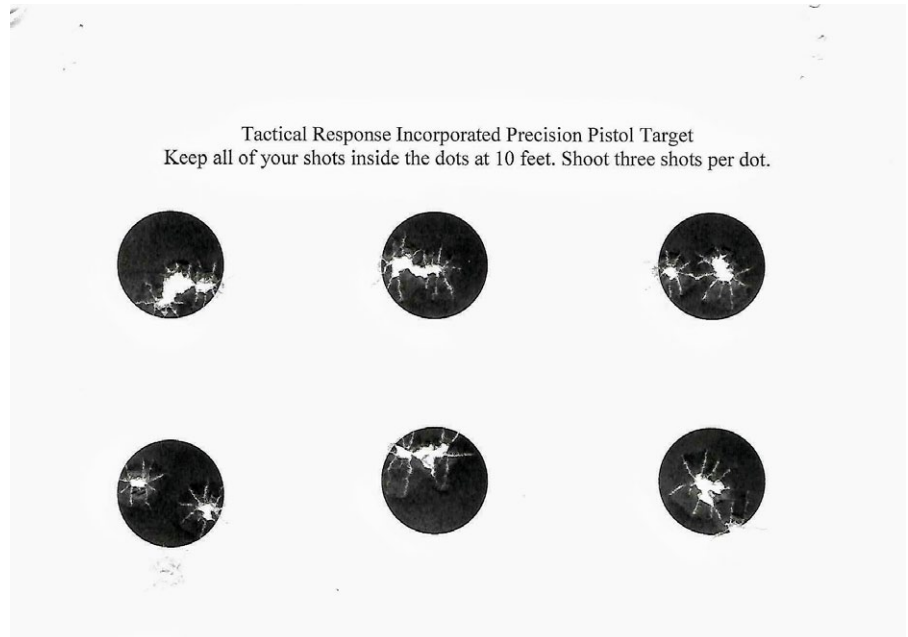 Tactical Response Incorporated Precision Pistol Target
Keep all of your shots inside the dots at 10 feet. Shoot three shots per dot.